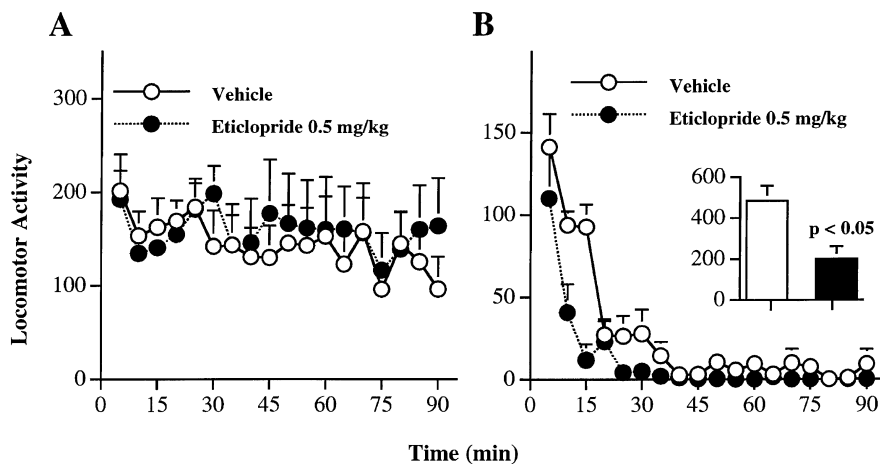 A
B
Vehicle
Eticlopride 0.5 mg/kg
Vehicle
Eticlopride 0.5 mg/kg
Locomotor Activity
300
200
100
0
0 15 30 45 60 75 90
150
100
50
0
0 15 30 45 60 75 90
600
400
200
0
p < 0.05
Time (min)